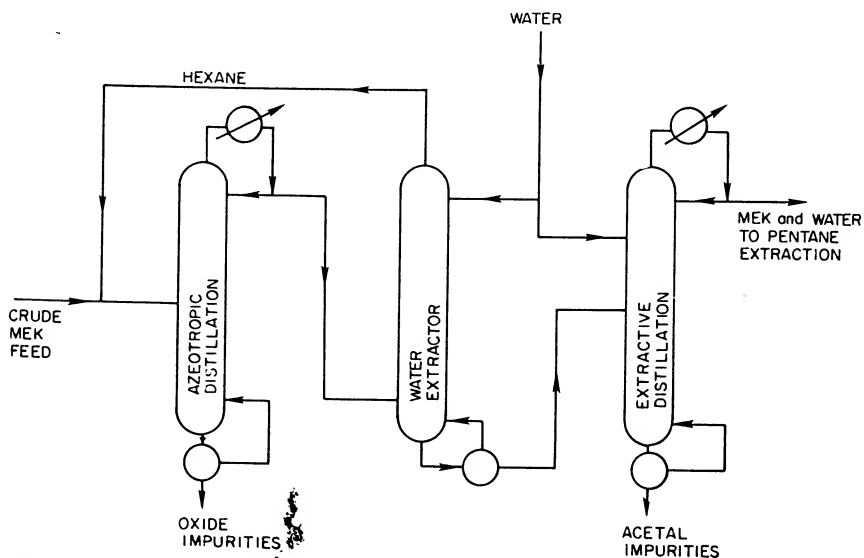 WATER
HEXANE
MEK and WATER
TO PENTANE
EXTRACTION
CRUDE
MEK
FEED
AZEOTROPIC
DISTILLATION
WATER
EXTRACTOR
EXTRACTIVE
DISTILLATION
OXIDE
IMPURITIES
ACETAL
IMPURITIES